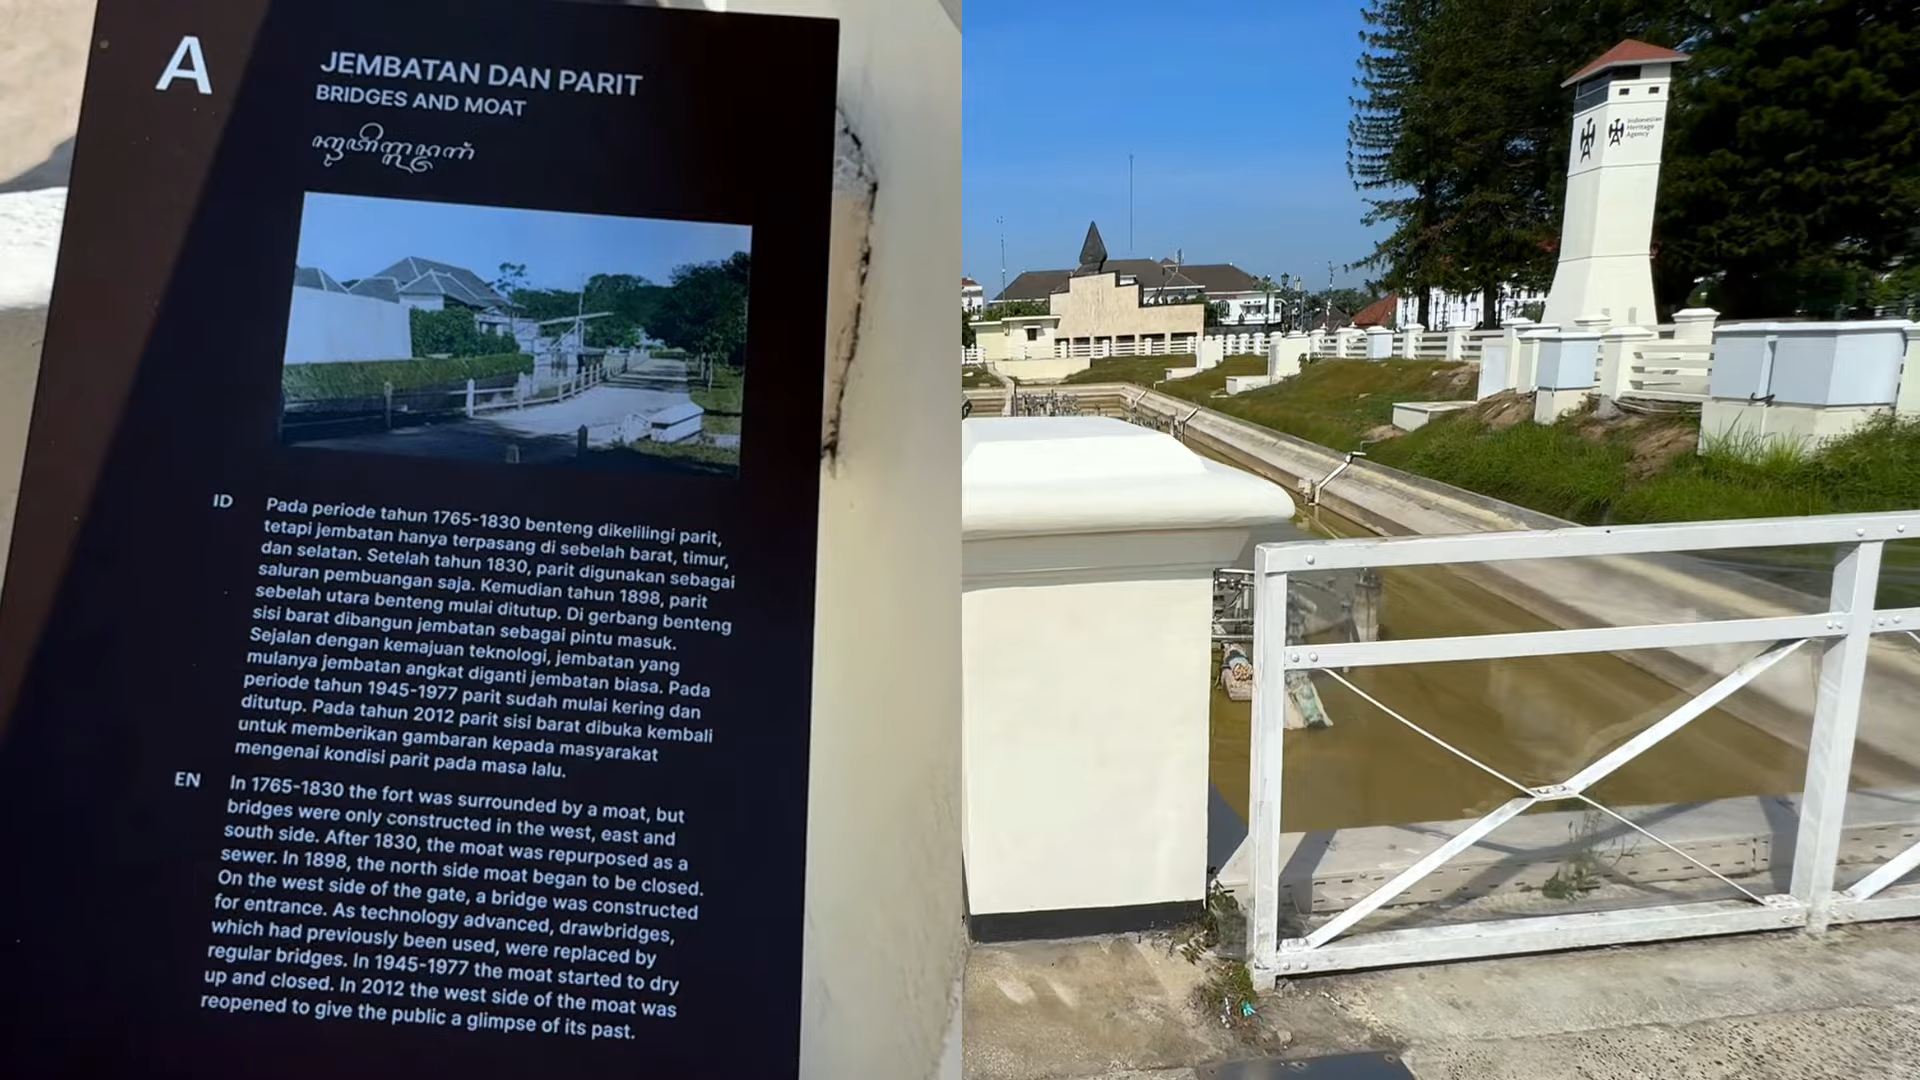 A
JEMBATAN DAN PARIT
BRIDGES AND MOAT
ID
Pada periode tahun 1765-1830 benteng dikelilingi parit,
tetapi jembatan hanya terpasang di sebelah barat, timur,
dan selatan. Setelah tahun 1830, parit digunakan sebagai
saluran pembuangan saja. Kemudian tahun 1898, parit
sebelah utara benteng mulai ditutup. Di gerbang benteng
sisi barat dibangun jembatan sebagai pintu masuk.
Sejalan dengan kemajuan teknologi, jembatan yang
mulanya jembatan angkat diganti jembatan biasa. Pada
periode tahun 1945-1977 parit sudah mulai kering dan
ditutup. Pada tahun 2012 parit sisi barat dibuka kembali
untuk memberikan gambaran kepada masyarakat
mengenai kondisi parit pada masa lalu.
EN
In 1765-1830 the fort was surrounded by a moat, but
bridges were only constructed in the west, east and
south side. After 1830, the moat was repurposed as a
sewer. In 1898, the north side moat began to be closed.
On the west side of the gate, a bridge was constructed
for entrance. As technology advanced, drawbridges,
which had previously been used, were replaced by
regular bridges. In 1945-1977 the moat started to dry
up and closed. In 2012 the west side of the moat was
reopened to give the public a glimpse of its past.
Indonesian
Heritage
Agency